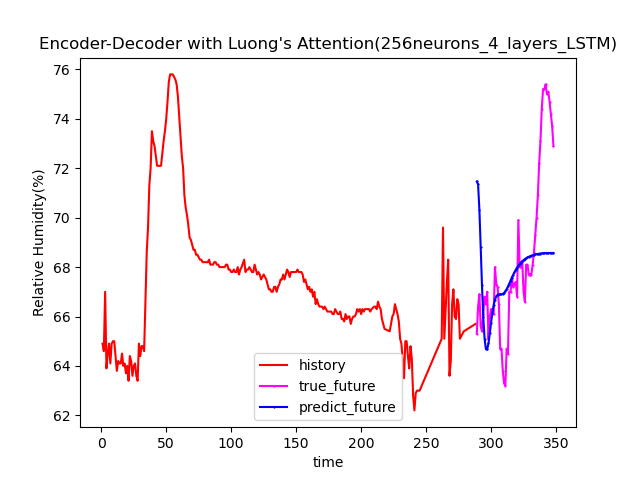 Encoder-Decoder with Luong's Attention(256neurons_4_layers_LSTM)
76
74
72
70
68
66
64
62
Relative Humidity(%)
history
true_future
predict_future
0
50
100
150
200
250
300
350
time